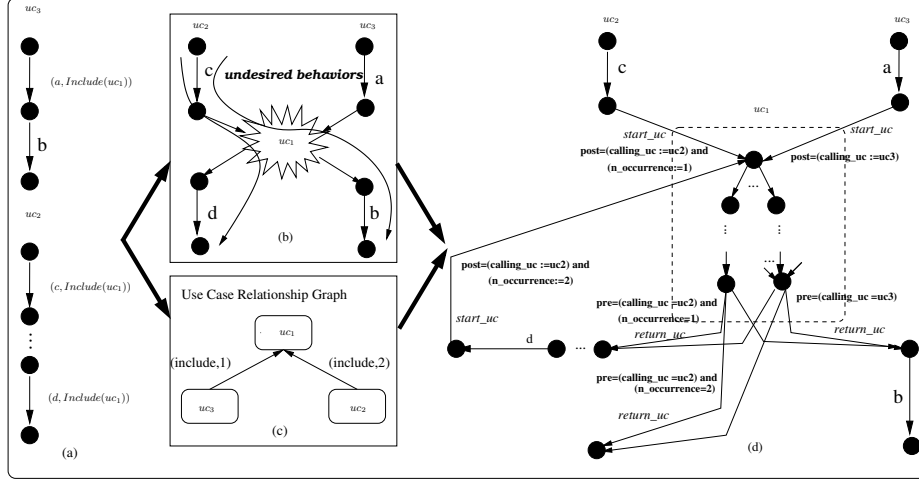 uc₃
(a, Include(uc₁))
b
uc₂
(c, Include(uc₁))
(d, Include(uc₁))
(a)
uc₂
uc₃
c
undesired behaviors
a
uc₁
d
b
(b)
Use Case Relationship Graph
uc₁
(include,1)
(include,2)
uc₃
uc₂
(c)
uc₂
uc₃
c
a
uc₁
start_uc
start_uc
post=(calling_uc :=uc2) and
(n_occurrence:=1)
post=(calling_uc :=uc3)
...
...
...
...
post=(calling_uc :=uc2) and
(n_occurrence:=2)
pre=(calling_uc =uc2) and
(n_occurrence=1)
pre=(calling_uc =uc3)
start_uc
return_uc
return_uc
d
...
pre=(calling_uc =uc2) and
(n_occurrence=2)
b
return_uc
(d)